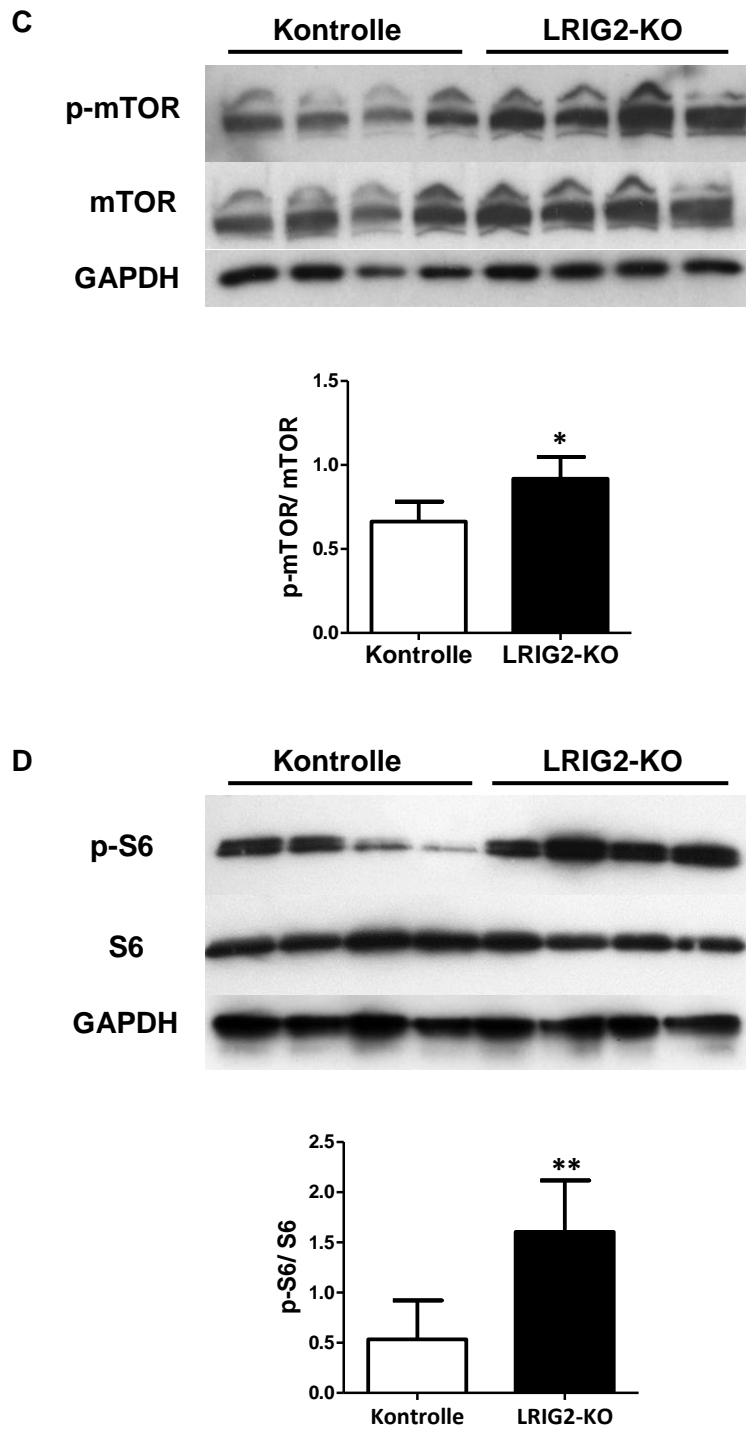 C
Kontrolle LRIG2-KO
p-mTOR
mTOR
GAPDH
1.5
*
1.0
0.5
0.0
p-mTOR/ mTOR
Kontrolle LRIG2-KO
D
Kontrolle LRIG2-KO
p-S6
S6
GAPDH
2.5
**
2.0
1.5
1.0
0.5
0.0
p-S6/ S6
Kontrolle LRIG2-KO